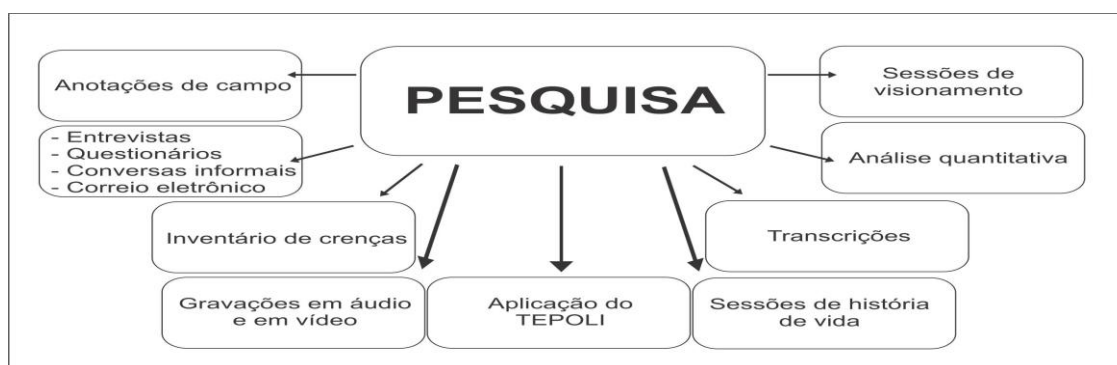 PESQUISA
Anotações de campo
- Entrevistas
- Questionários
- Conversas informais
- Correio eletrônico
Inventário de crenças
Gravações em áudio
e em vídeo
Aplicação do
TEPOLI
Sessões de história
de vida
Transcrições
Análise quantitativa
Sessões de
visionamento